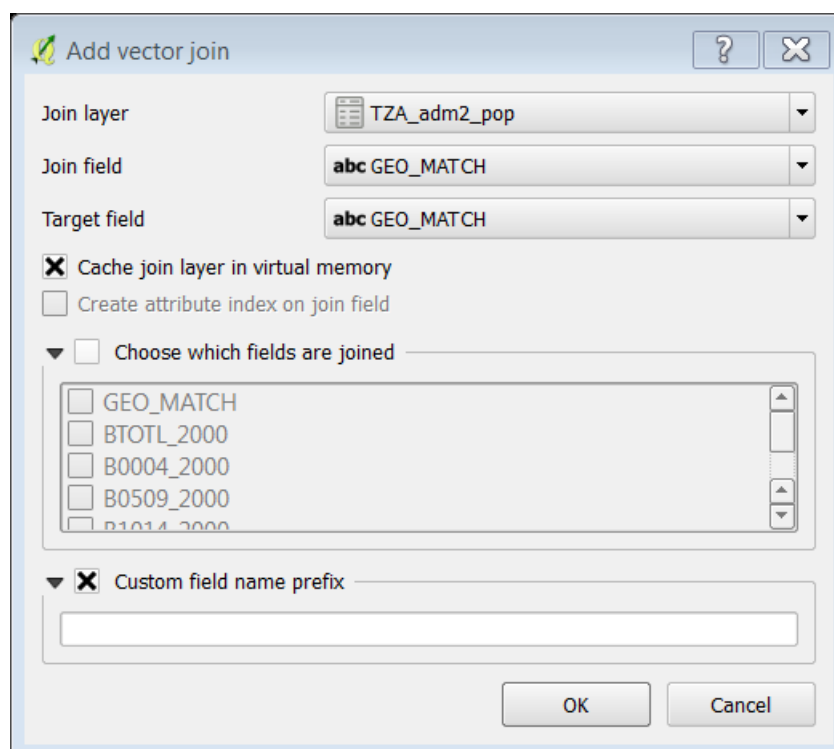 Add vector join
Join layer
TZA_adm2_pop
Join field
abc GEO_MATCH
Target field
abc GEO_MATCH
Cache join layer in virtual memory
Create attribute index on join field
Choose which fields are joined
GEO_MATCH
BTOTL_2000
B0004_2000
B0509_2000
B1014_2000
Custom field name prefix
OK
Cancel